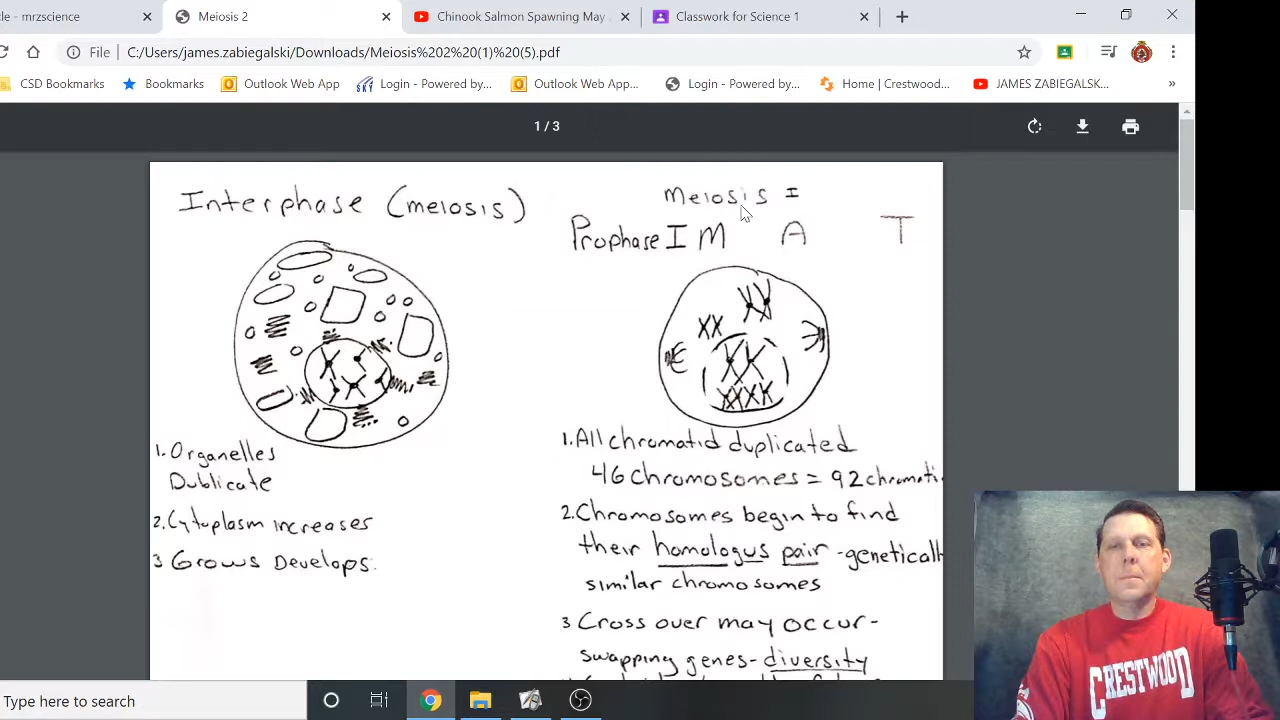 cle - mrzscience
Meiosis 2
Chinook Salmon Spawning May
Classwork for Science 1
File
C:/Users/james.zabiegalski/Downloads/Meiosis%202%20(1)%20(5).pdf
CSD Bookmarks
Bookmarks
Outlook Web App
Login - Powered by...
Outlook Web App...
Login - Powered by...
Home | Crestwood...
JAMES ZABIEGALSK...
1 / 3
Interphase (meiosis)
Meiosis I
Prophase I M A T
1. Organelles
Dublicate
2. Cytoplasm increases
3 Grows Develops.
1. All chromatid duplicated
46 Chromosomes = 92 chromati
2. Chromosomes begin to find
their homologus pair - geneticall
similar chromosomes
3 Cross over may occur -
swapping genes - diversity
CRESTWOOD
Type here to search